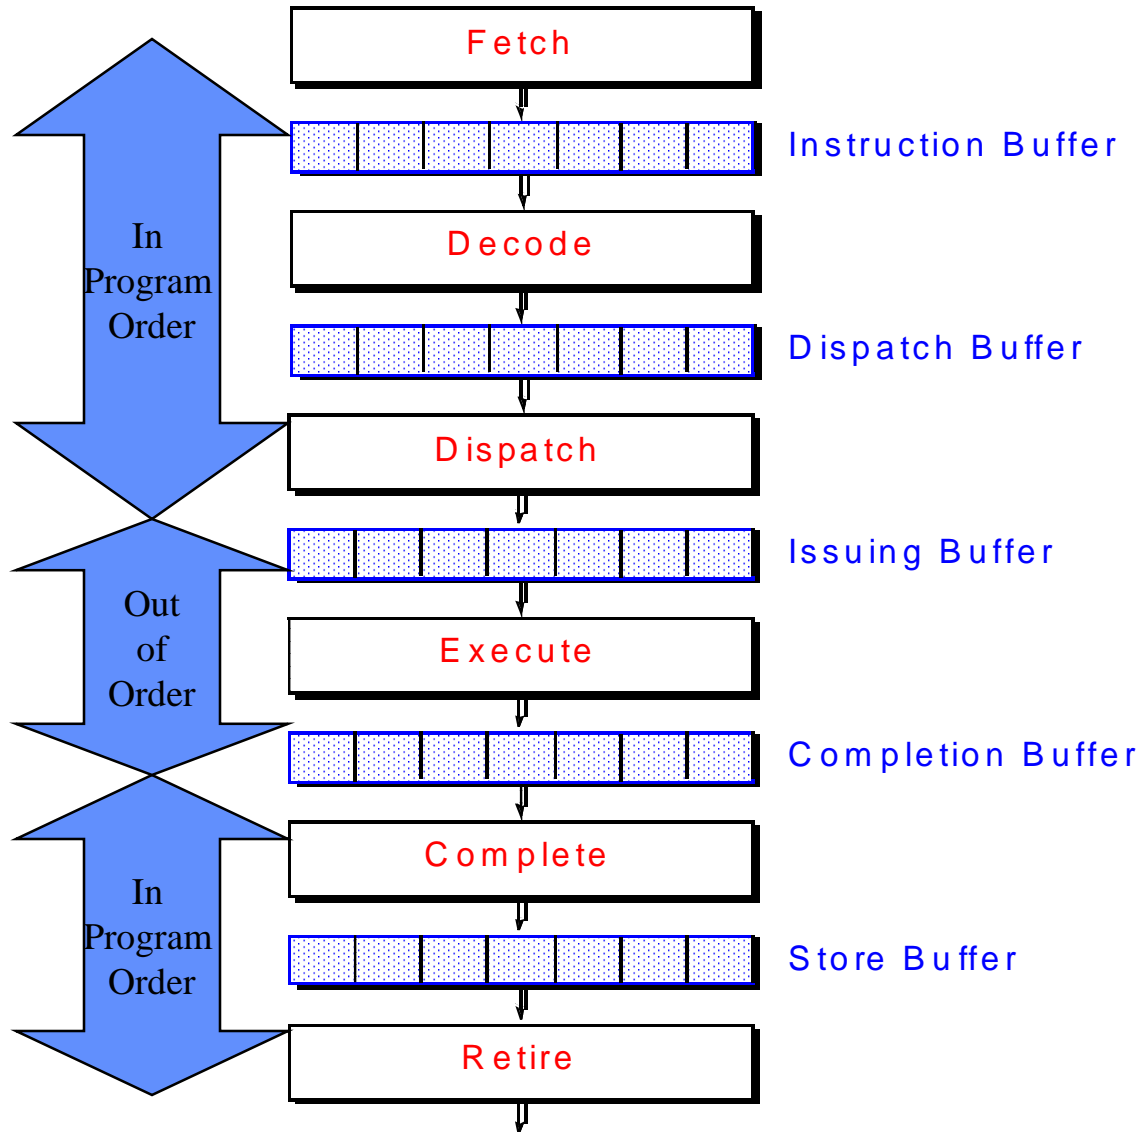 Fetch
Instruction Buffer
Decode
In
Program
Order
Dispatch Buffer
Dispatch
Issuing Buffer
Out
of
Order
Execute
Completion Buffer
Complete
In
Program
Order
Store Buffer
Retire